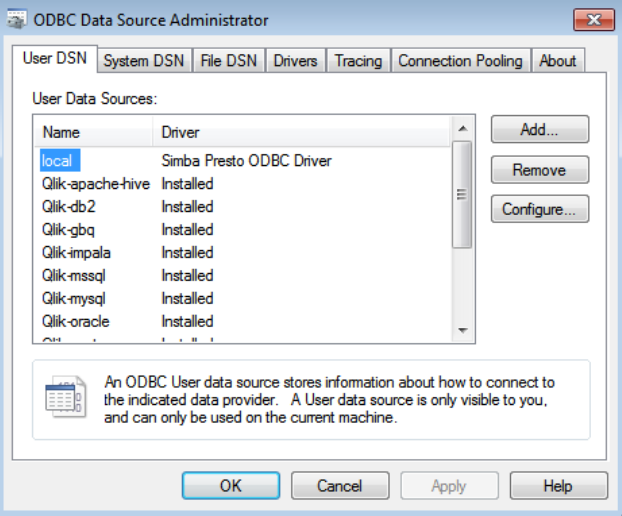 ODBC Data Source Administrator
User DSN System DSN File DSN Drivers Tracing Connection Pooling About
User Data Sources:
Name Driver
local Simba Presto ODBC Driver
Qlik-apache-hive Installed
Qlik-db2 Installed
Qlik-gbq Installed
Qlik-impala Installed
Qlik-mssql Installed
Qlik-mysql Installed
Qlik-oracle Installed
Add...
Remove
Configure...
An ODBC User data source stores information about how to connect to
the indicated data provider. A User data source is only visible to you,
and can only be used on the current machine.
OK Cancel Apply Help